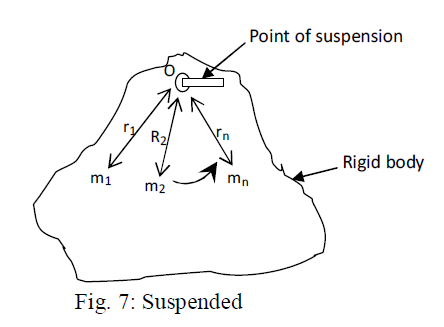 Point of suspension
O
r1
R2
rn
Rigid body
m1
m2
mn
Fig. 7: Suspended